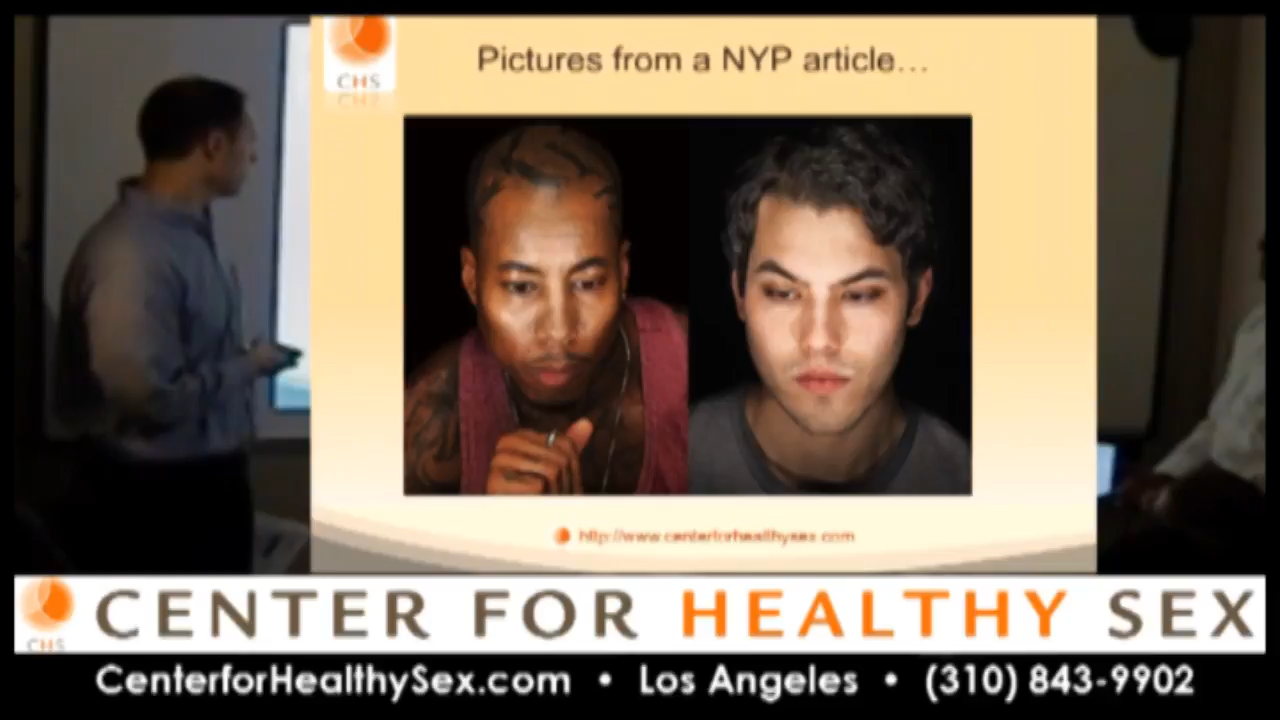 CHS
Pictures from a NYP article...
http://www.centerforhealthysex.com
CENTER FOR HEALTHY SEX
CHS
CenterforHealthySex.com • Los Angeles • (310) 843-9902